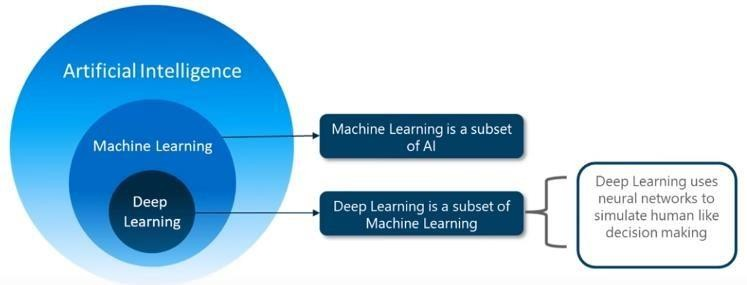 Artificial Intelligence
Machine Learning
Deep
Learning
Machine Learning is a subset
of AI
Deep Learning is a subset of
Machine Learning
Deep Learning uses
neural networks to
simulate human like
decision making